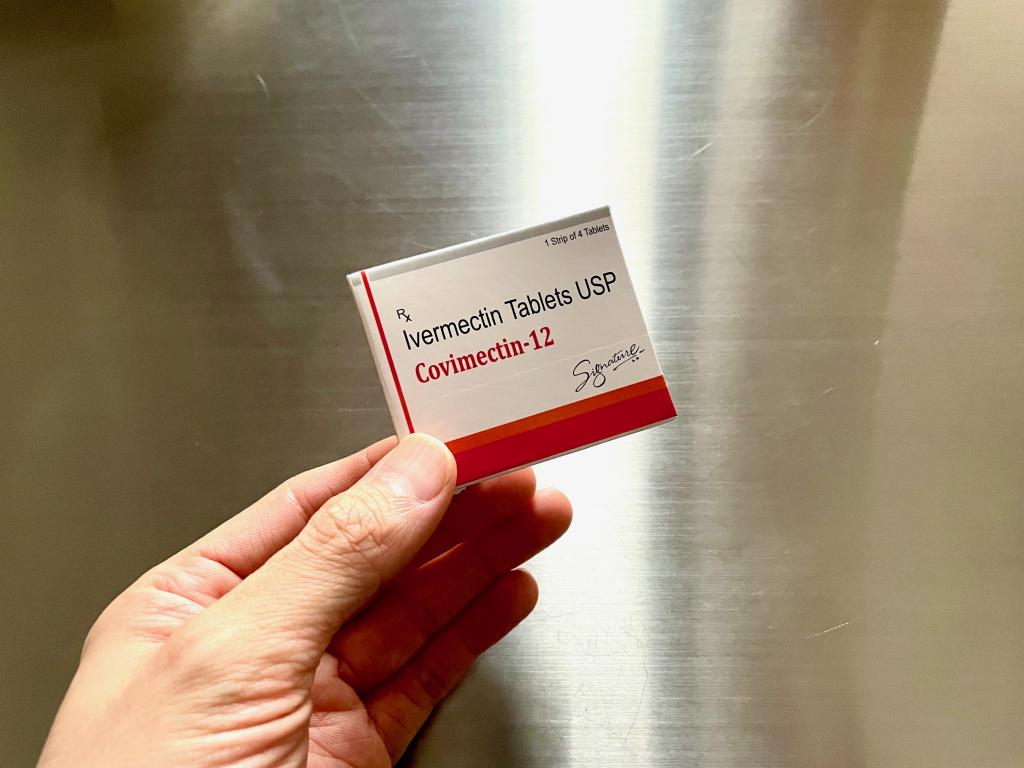 1 Strip of 4 Tablets
Rx
Ivermectin Tablets USP
Covimectin-12
Signature